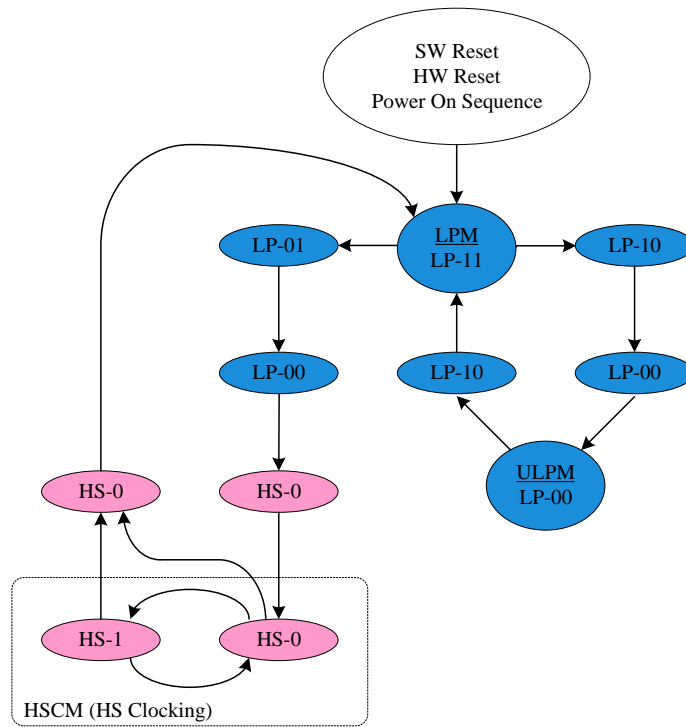 SW Reset
HW Reset
Power On Sequence
LP-01
LPM
LP-11
LP-10
LP-00
LP-10
LP-00
HS-0
HS-0
ULPM
LP-00
HS-1
HS-0
HSCM (HS Clocking)